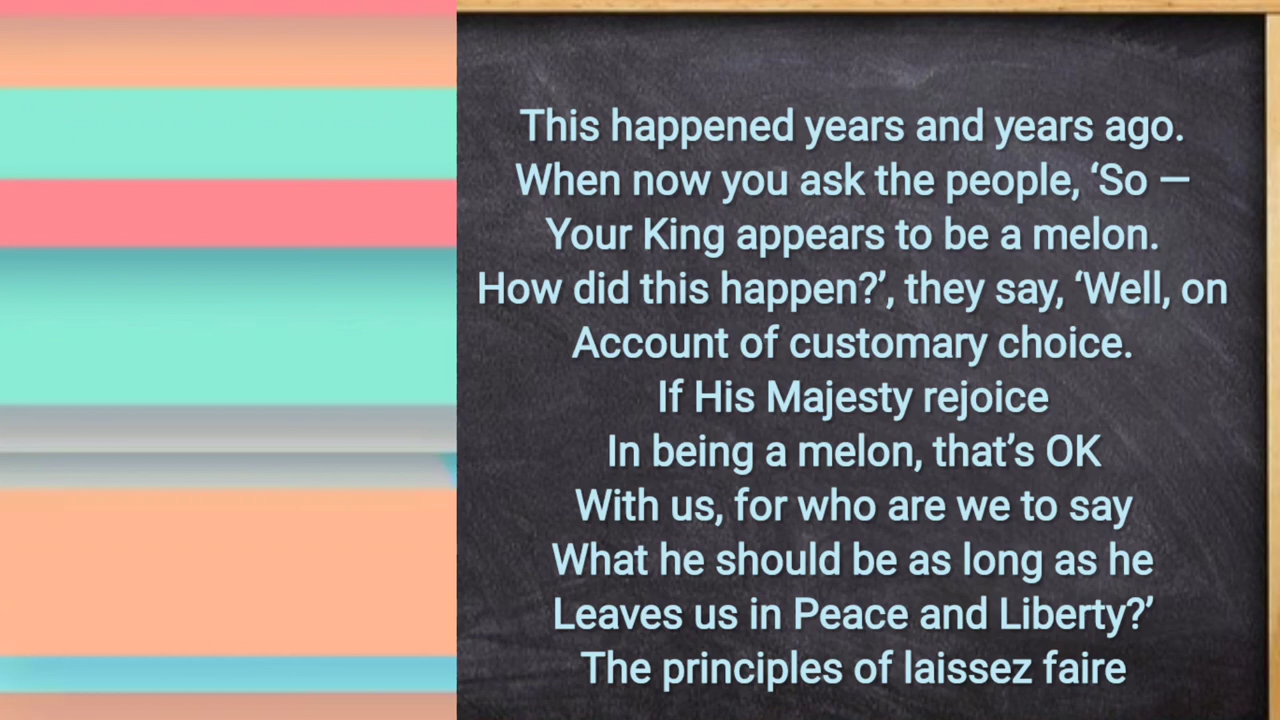 This happened years and years ago.
When now you ask the people, ‘So —
Your King appears to be a melon.
How did this happen?’, they say, ‘Well, on
Account of customary choice.
If His Majesty rejoice
In being a melon, that’s OK
With us, for who are we to say
What he should be as long as he
Leaves us in Peace and Liberty?’
The principles of laissez faire